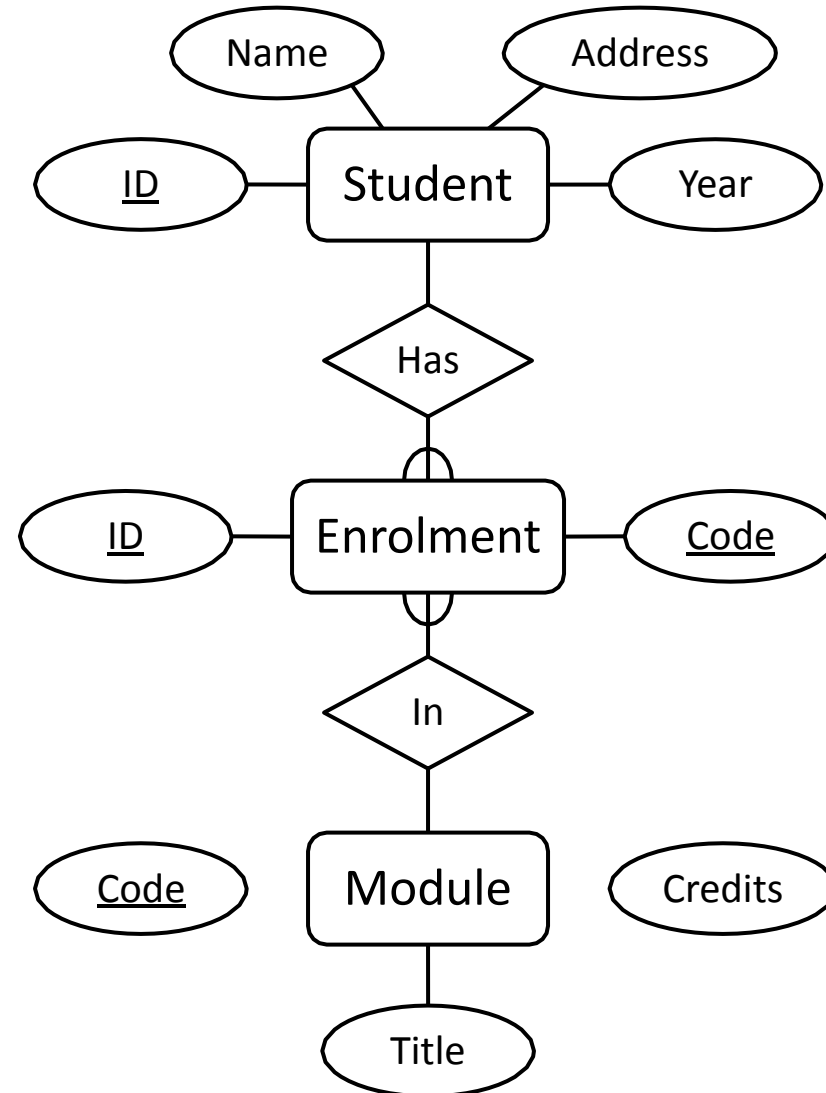 Name
Address
ID
Student
Year
Has
ID
Enrolment
Code
In
Code
Module
Credits
Title